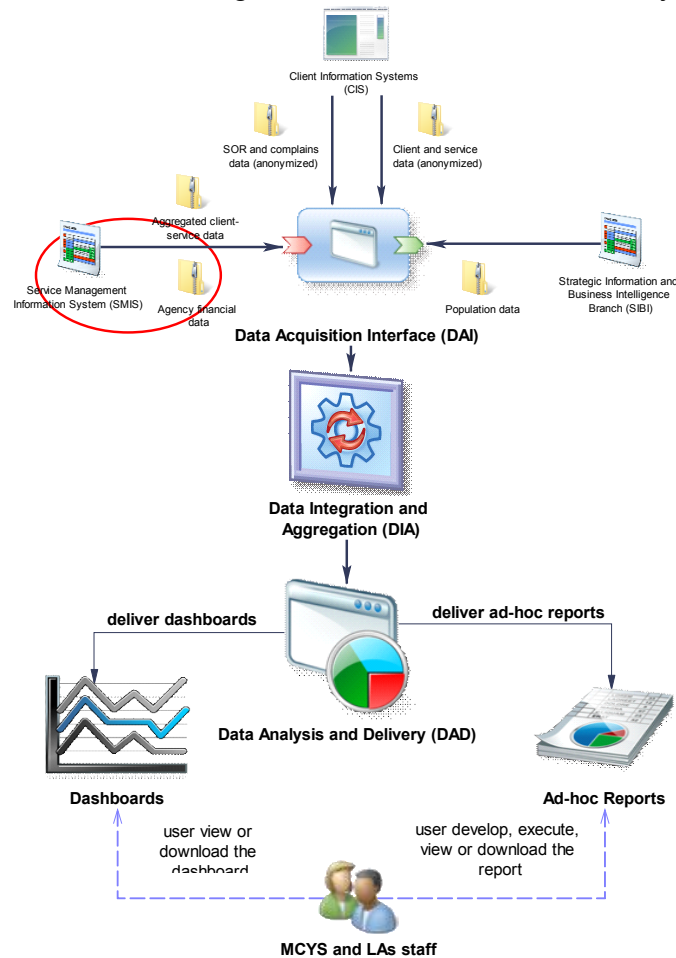 Client Information Systems
(CIS)
SOR and complains
data (anonymized)
Client and service
data (anonymized)
Aggregated client-
service data
Service Management
Information System (SMIS)
Agency financial
data
Population data
Strategic Information and
Business Intelligence
Branch (SIBI)
Data Acquisition Interface (DAI)
Data Integration and
Aggregation (DIA)
deliver dashboards
deliver ad-hoc reports
Data Analysis and Delivery (DAD)
Dashboards
Ad-hoc Reports
user view or
download the
dashboard
user develop, execute,
view or download the
report
MCYS and LAs staff